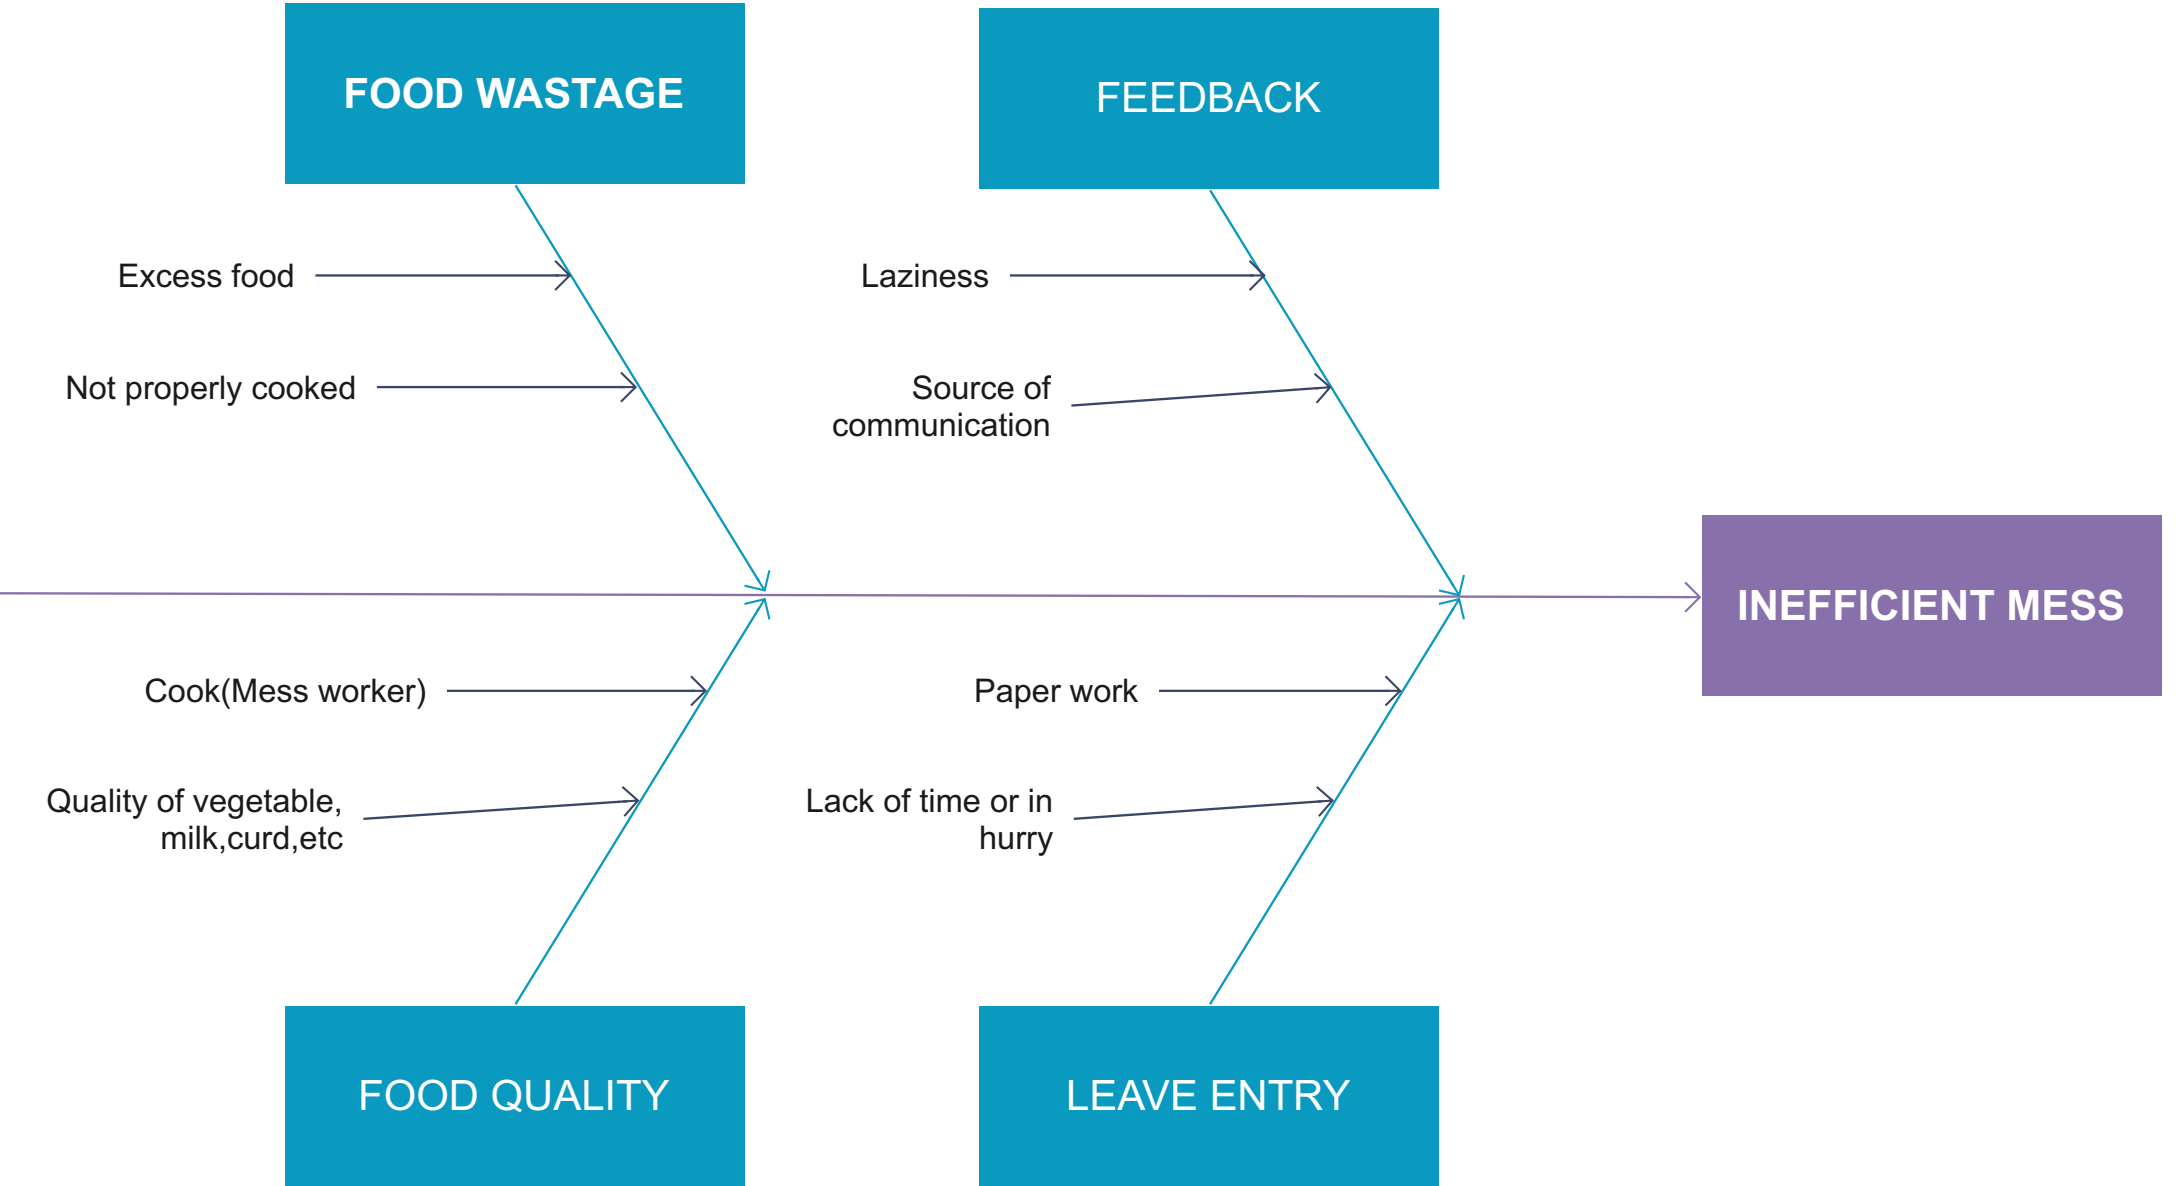 FOOD WASTAGE
FEEDBACK
Excess food
Laziness
Not properly cooked
Source of
communication
INEFFICIENT MESS
Cook(Mess worker)
Paper work
Quality of vegetable,
milk,curd,etc
Lack of time or in
hurry
FOOD QUALITY
LEAVE ENTRY